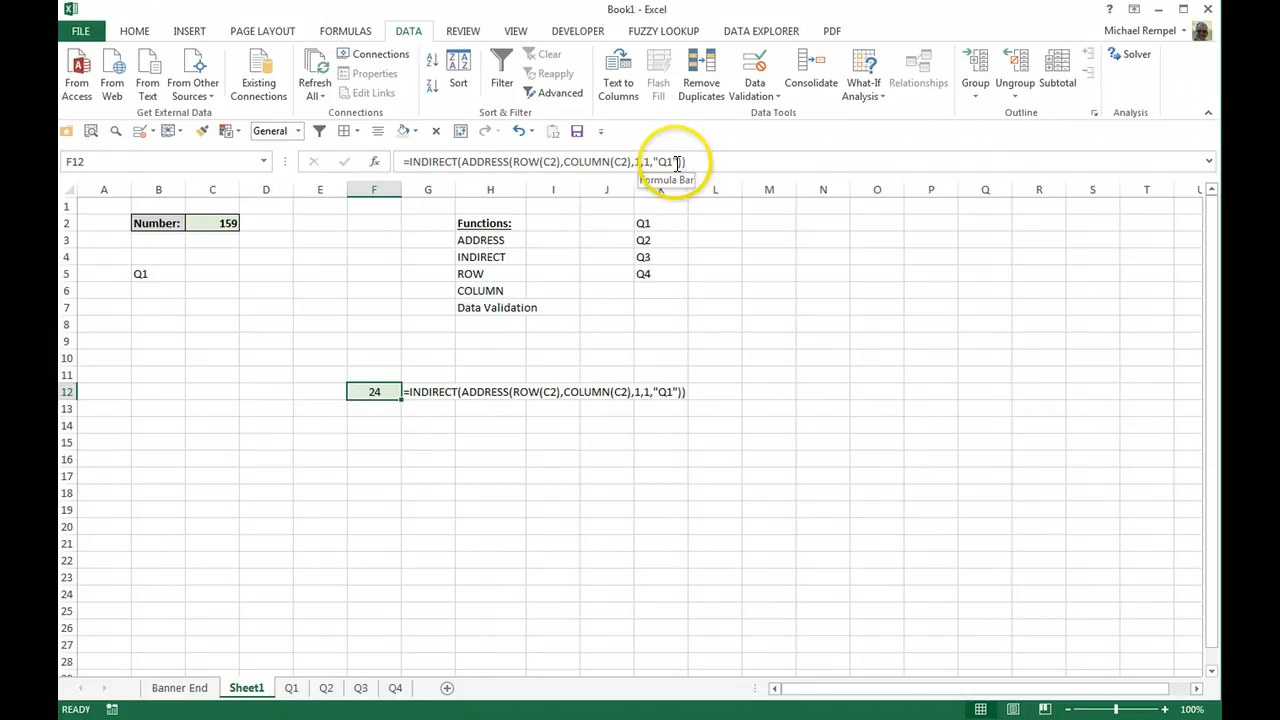 Book1 - Excel
FILE HOME INSERT PAGE LAYOUT FORMULAS DATA REVIEW VIEW DEVELOPER FUZZY LOOKUP DATA EXPLORER PDF Michael Rempel
From Access
From Web
From Text
From Other Sources
Existing Connections
Refresh All
Connections
Properties
Edit Links
Sort
Filter
Clear
Reapply
Advanced
Text to Columns
Flash Fill
Remove Duplicates
Data Validation
Consolidate
What-If Analysis
Relationships
Group
Ungroup
Subtotal
Solver
Get External Data Connections Sort & Filter Data Tools Outline Analysis
General
F12 fx =INDIRECT(ADDRESS(ROW(C2),COLUMN(C2),1,1,"Q1"))
Formula Bar
A B C D E F G H I J K L M N O P Q R S T U
1
2 Number: 159 Functions: Q1
3 ADDRESS Q2
4 INDIRECT Q3
5 Q1 ROW Q4
6 COLUMN
7 Data Validation
8
9
10
11
12 24 =INDIRECT(ADDRESS(ROW(C2),COLUMN(C2),1,1,"Q1"))
13
14
15
16
17
18
19
20
21
22
23
24
25
26
27
28
Banner End Sheet1 Q1 Q2 Q3 Q4
READY 100%